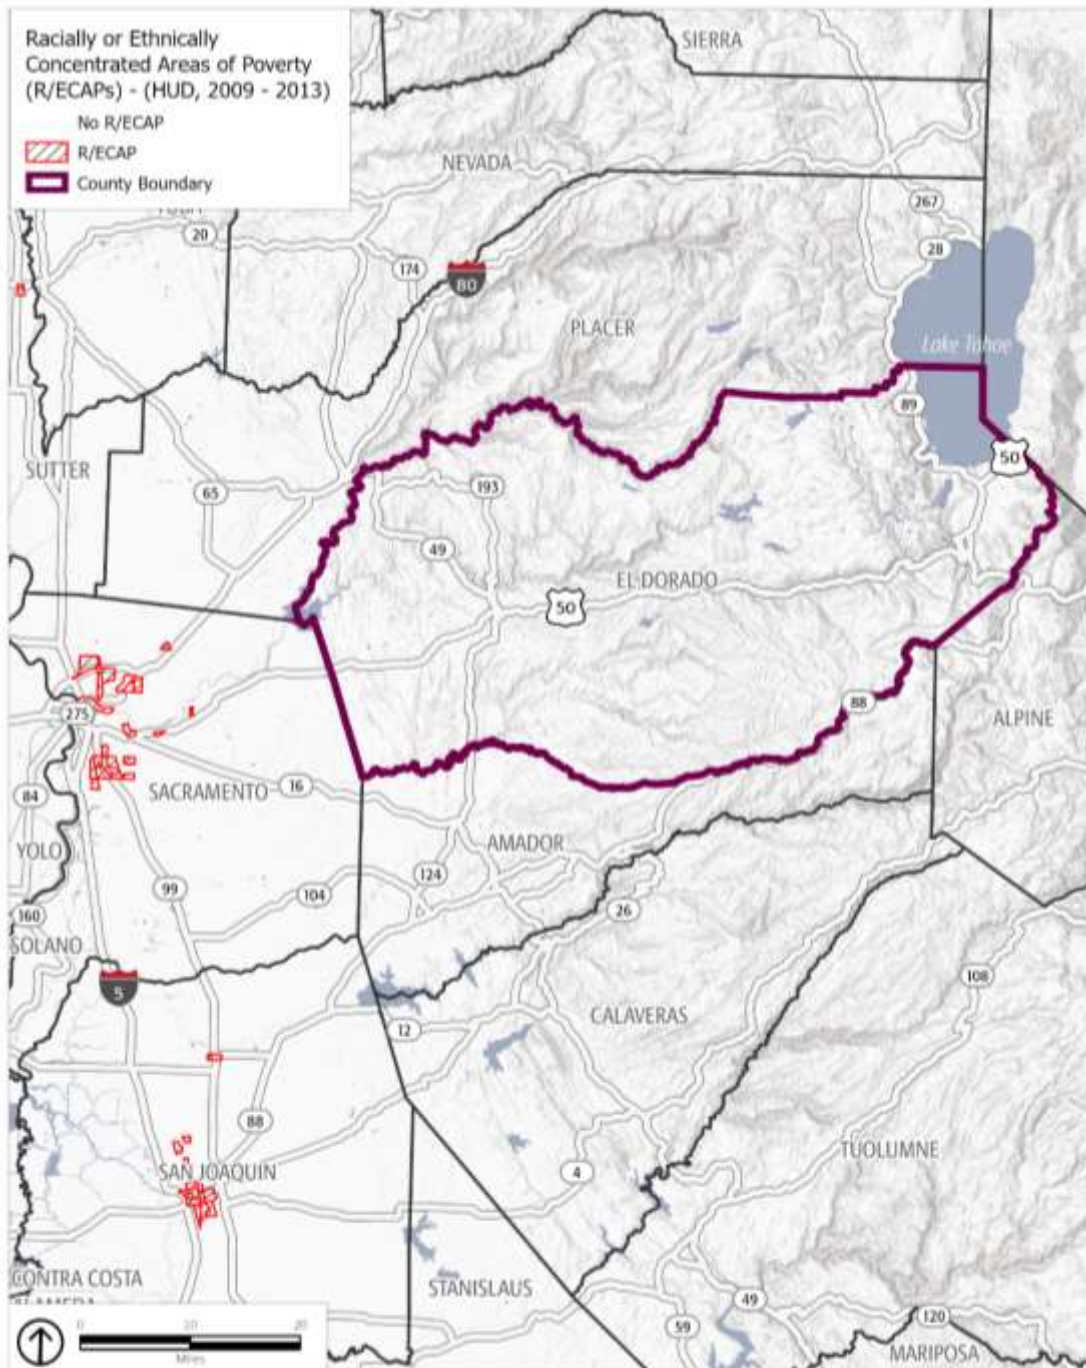 Racially or Ethnically
Concentrated Areas of Poverty
(R/ECAPs) - (HUD, 2009 - 2013)
No R/ECAP
R/ECAP
County Boundary
SIERRA
NEVADA
267
20
28
174
80
PLACER
Lake Tahoe
89
50
SUTTER
193
65
49
EL DORADO
50
88
275
ALPINE
SACRAMENTO
16
84
AMADOR
YOLO
124
99
104
160
26
SOLANO
108
5
CALAVERAS
12
88
TUOLUMNE
SAN JOAQUIN
4
CONTRA COSTA
STANISLAUS
49
120
59
MARIPOSA
0 10 20
Miles